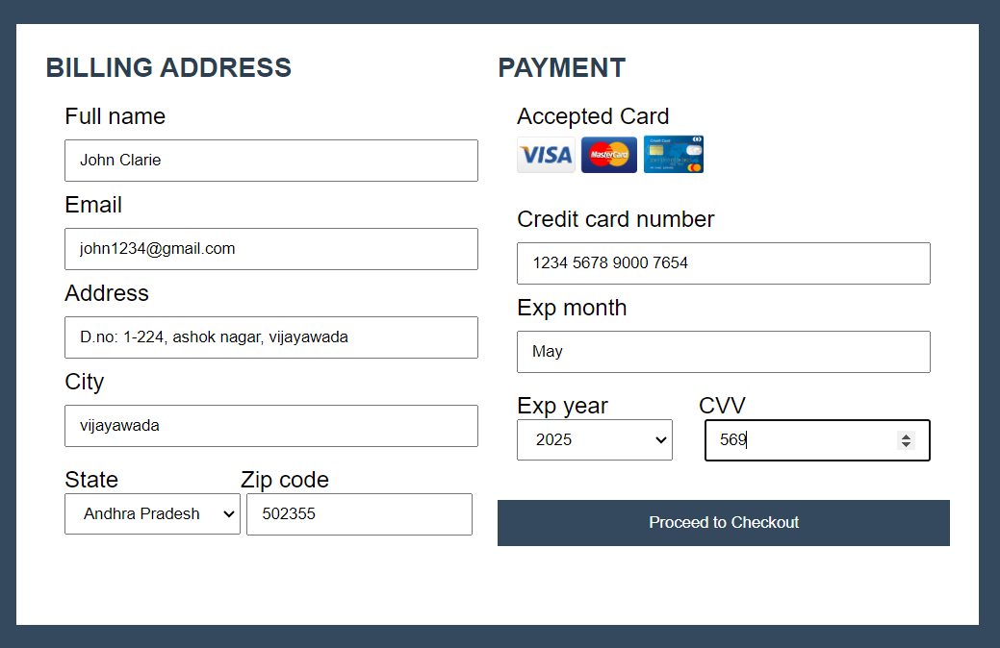 BILLING ADDRESS
Full name
John Clarie
Email
john1234@gmail.com
Address
D.no: 1-224, ashok nagar, vijayawada
City
vijayawada
State Zip code
Andhra Pradesh 502355
PAYMENT
Accepted Card
VISA MasterCard Credit Card
Credit card number
1234 5678 9000 7654
Exp month
May
Exp year CVV
2025 569
Proceed to Checkout